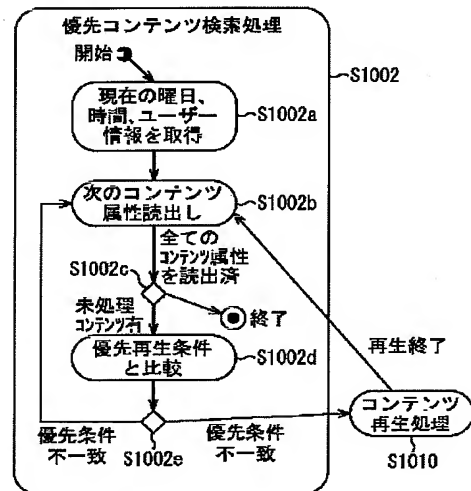 優先コンテンツ検索処理
開始
S1002
現在の曜日、
時間、ユーザー
情報を取得
S1002a
次のコンテンツ
属性読出し
S1002b
全ての
コンテンツ属性
を読出済
S1002c
終了
未処理
コンテンツ有
優先再生条件
と比較
S1002d
再生終了
コンテンツ
再生処理
S1010
優先条件
不一致
S1002e
優先条件
不一致